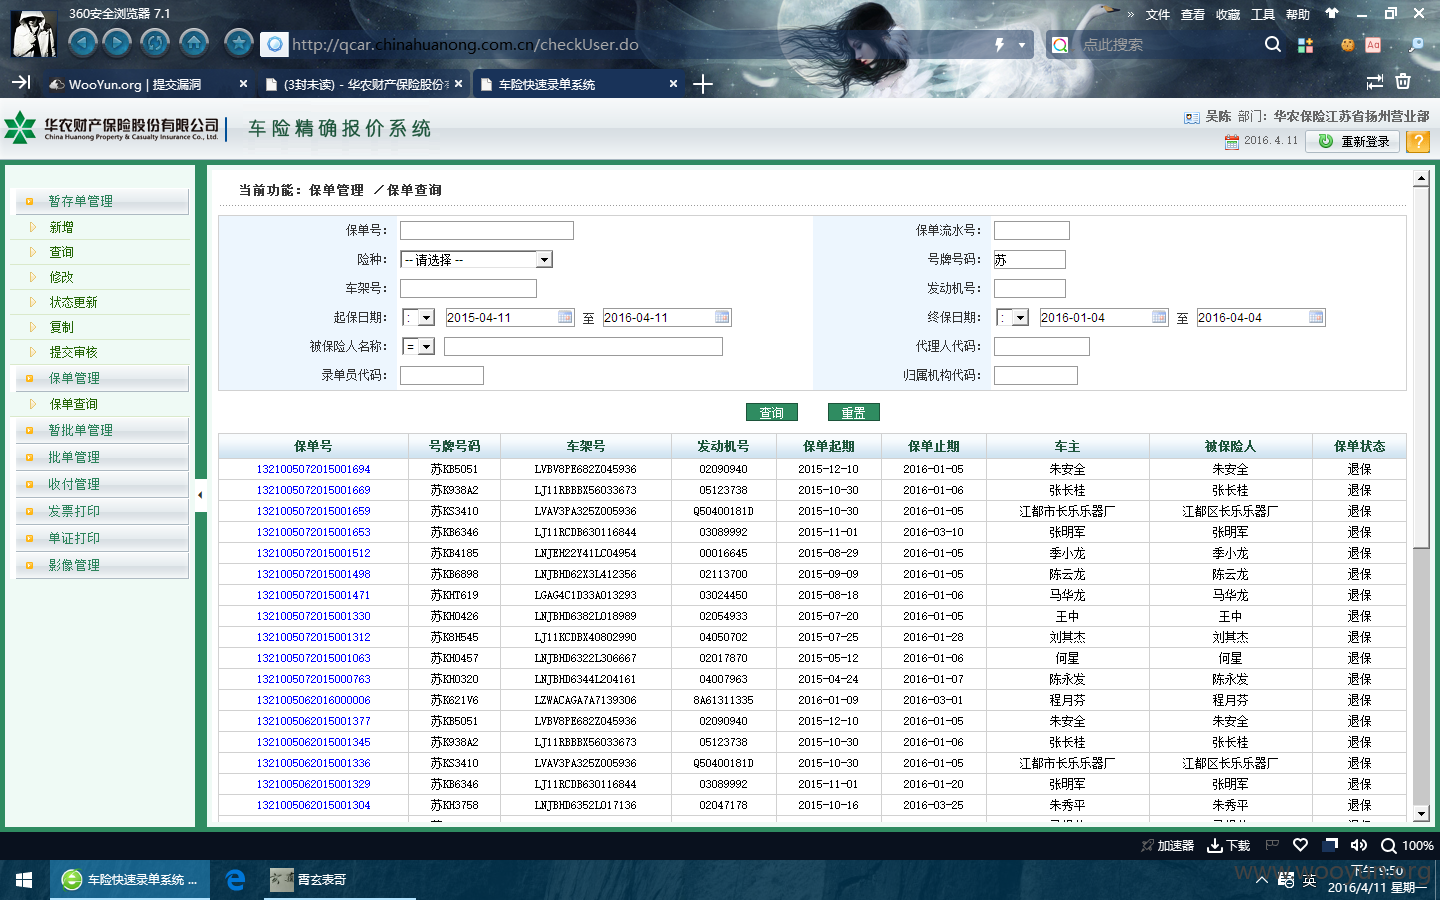 360安全浏览器 7.1
» 文件 查看 收藏 工具 帮助
http://qcar.chinahuanong.com.cn/checkUser.do
点此搜索
WooYun.org | 提交漏洞
(3封未读) - 华农财产保险股份有
车险快速录单系统
华农财产保险股份有限公司
China Huanong Property & Casualty Insurance Co., Ltd.
车险精确报价系统
吴陈 部门: 华农保险江苏省扬州营业部
2016.4.11 重新登录 ?
暂存单管理
新增
查询
修改
状态更新
复制
提交审核
保单管理
保单查询
暂批单管理
批单管理
收付管理
发票打印
单证打印
影像管理
当前功能: 保单管理 ／保单查询
保单号: 保单流水号:
险种: -- 请选择 -- 号牌号码: 苏
车架号: 发动机号:
起保日期: : 2015-04-11 至 2016-04-11 终保日期: : 2016-01-04 至 2016-04-04
被保险人名称: = 代理人代码:
录单员代码: 归属机构代码:
查询 重置
保单号 号牌号码 车架号 发动机号 保单起期 保单止期 车主 被保险人 保单状态
1321005072015001694 苏KB5051 LVBV8PE682Z045936 02090940 2015-12-10 2016-01-05 朱安全 朱安全 退保
1321005072015001669 苏K938A2 LJ11RBBBX56033673 05123738 2015-10-30 2016-01-06 张长桂 张长桂 退保
1321005072015001659 苏KS3410 LVAV3PA325Z005936 Q50400181D 2015-10-30 2016-01-05 江都市长乐乐器厂 江都区长乐乐器厂 退保
1321005072015001653 苏KB6346 LJ11RCDB630116844 03089992 2015-11-01 2016-03-10 张明军 张明军 退保
1321005072015001512 苏KB4185 LNJEH22Y41LC04954 00016645 2015-08-29 2016-01-05 季小龙 季小龙 退保
1321005072015001498 苏KB6898 LNJBHD62X3L412356 02113700 2015-09-09 2016-01-05 陈云龙 陈云龙 退保
1321005072015001471 苏KHT619 LGAG4C1D33A013293 03024450 2015-08-18 2016-01-06 马华龙 马华龙 退保
1321005072015001330 苏KH0426 LNJBHD6382L018989 02054933 2015-07-20 2016-01-05 王中 王中 退保
1321005072015001312 苏K8H545 LJ11KCDBX40802990 04050702 2015-07-25 2016-01-28 刘其杰 刘其杰 退保
1321005072015001063 苏KH0457 LNJBHD6322L306667 02017870 2015-05-12 2016-01-06 何星 何星 退保
1321005072015000763 苏KH0320 LNJBHD6344L204161 04007963 2015-04-24 2016-01-07 陈永发 陈永发 退保
1321005062016000006 苏K621V6 LZWACAGA7A7139306 8A61311335 2016-01-09 2016-03-01 程月芬 程月芬 退保
1321005062015001377 苏KB5051 LVBV8PE682Z045936 02090940 2015-12-10 2016-01-05 朱安全 朱安全 退保
1321005062015001345 苏K938A2 LJ11RBBBX56033673 05123738 2015-10-30 2016-01-06 张长桂 张长桂 退保
1321005062015001336 苏KS3410 LVAV3PA325Z005936 Q50400181D 2015-10-30 2016-01-05 江都市长乐乐器厂 江都区长乐乐器厂 退保
1321005062015001329 苏KB6346 LJ11RCDB630116844 03089992 2015-11-01 2016-01-20 张明军 张明军 退保
1321005062015001304 苏KH3758 LNJBHD6352L017136 02047178 2015-10-16 2016-03-25 朱秀平 朱秀平 退保
加速器 下载 100%
车险快速录单系统 ...
霄玄表哥
英
下午 9:50
2016/4/11 星期一
www.wooyun.org